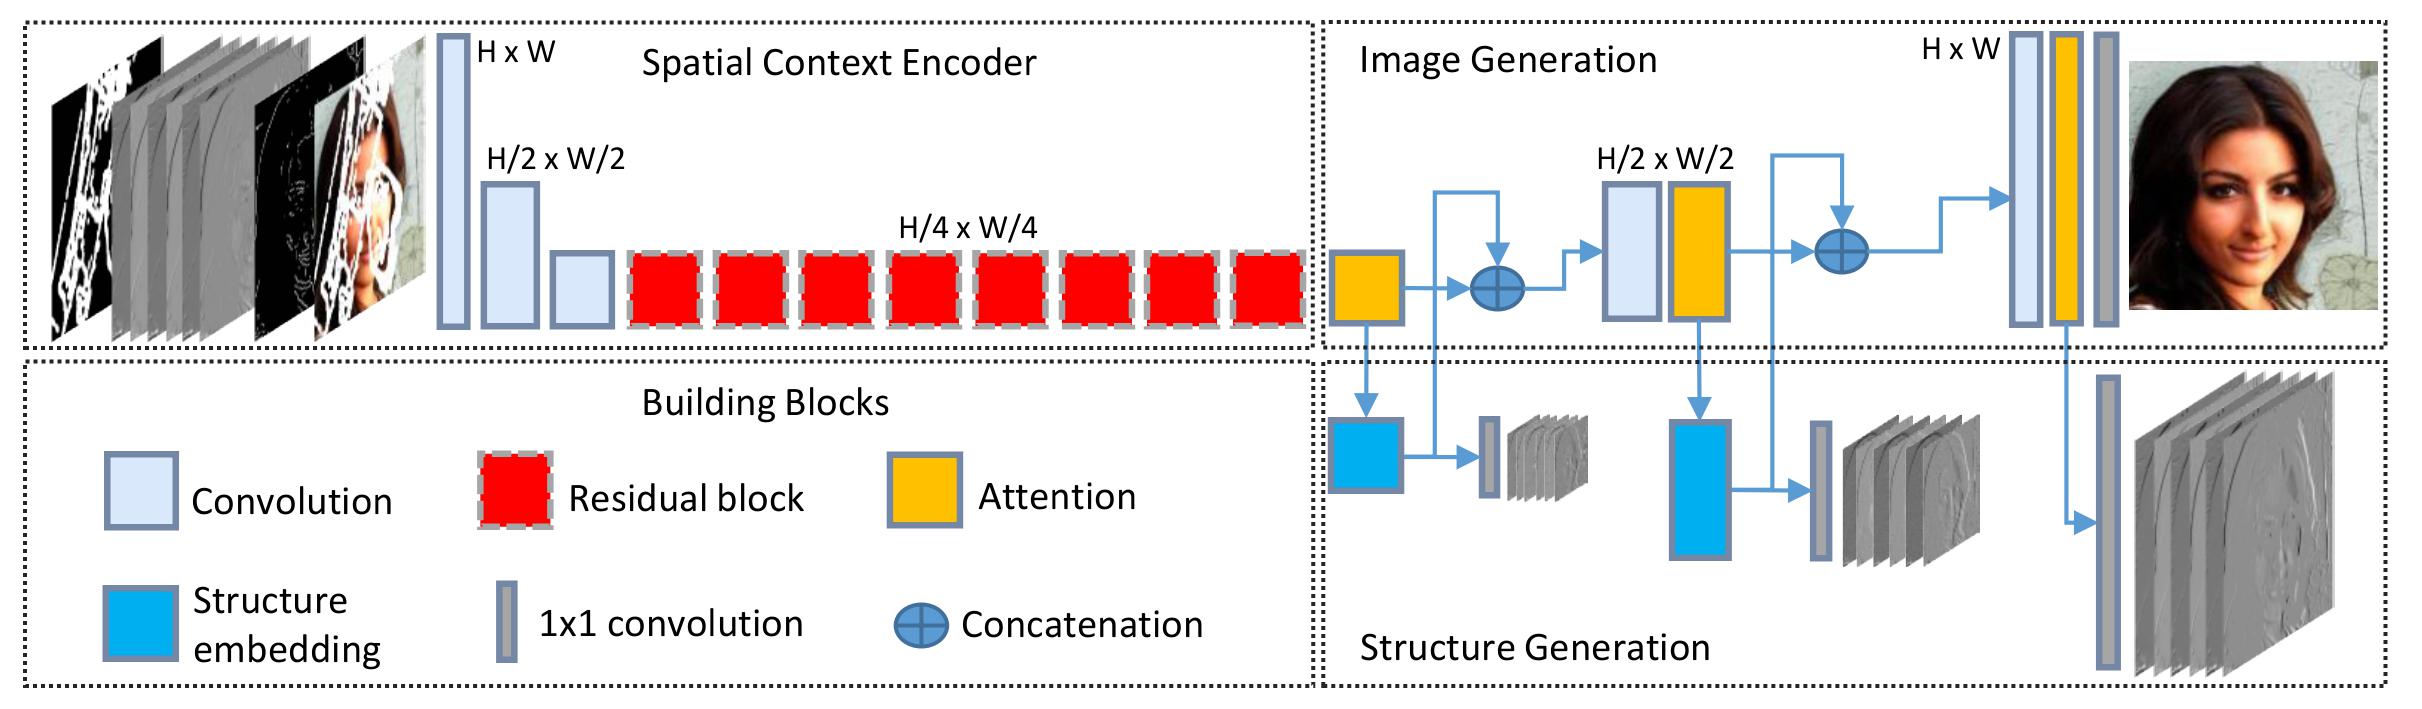 Spatial Context Encoder
H x W
H/2 x W/2
H/4 x W/4
Image Generation
H x W
H/2 x W/2
Building Blocks
Convolution
Residual block
Attention
Structure
embedding
1x1 convolution
Concatenation
Structure Generation